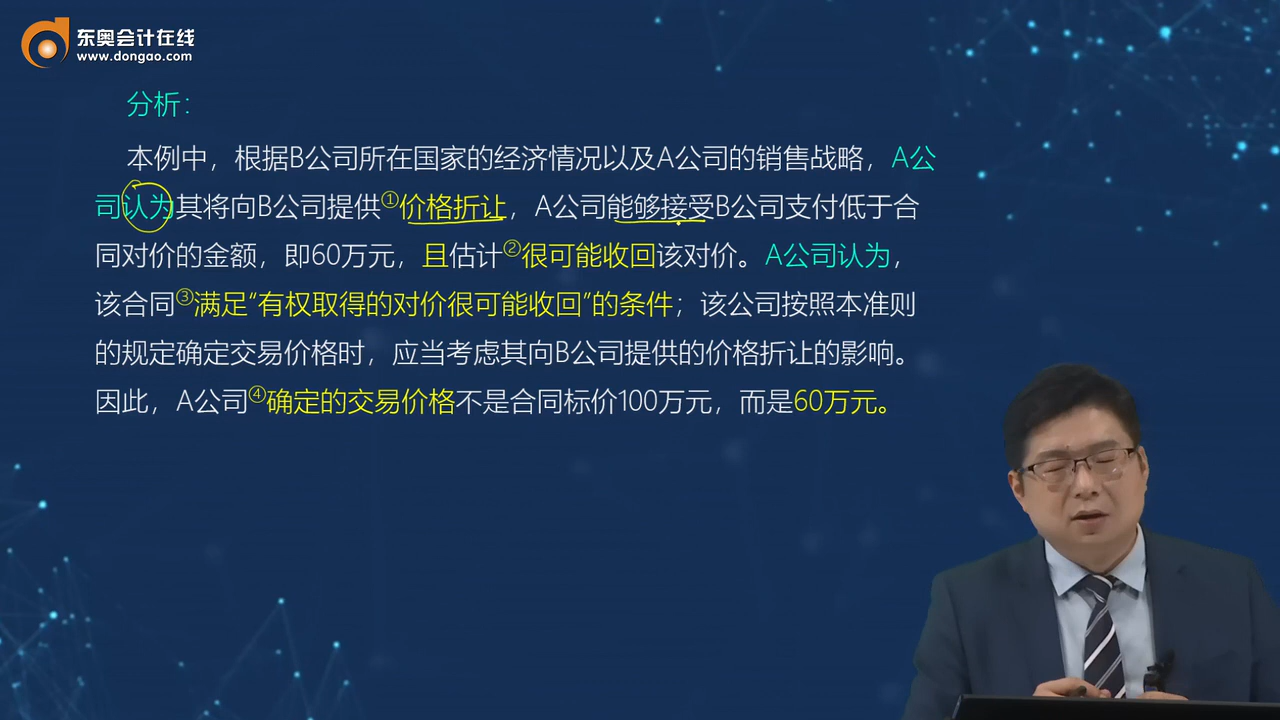 东奥会计在线
www.dongao.com
分析：
本例中，根据B公司所在国家的经济情况以及A公司的销售战略，A公
司认为其将向B公司提供①价格折让，A公司能够接受B公司支付低于合
同对价的金额，即60万元，且估计②很可能收回该对价。A公司认为，
该合同③满足“有权取得的对价很可能收回”的条件；该公司按照本准则
的规定确定交易价格时，应当考虑其向B公司提供的价格折让的影响。
因此，A公司④确定的交易价格不是合同标价100万元，而是60万元。